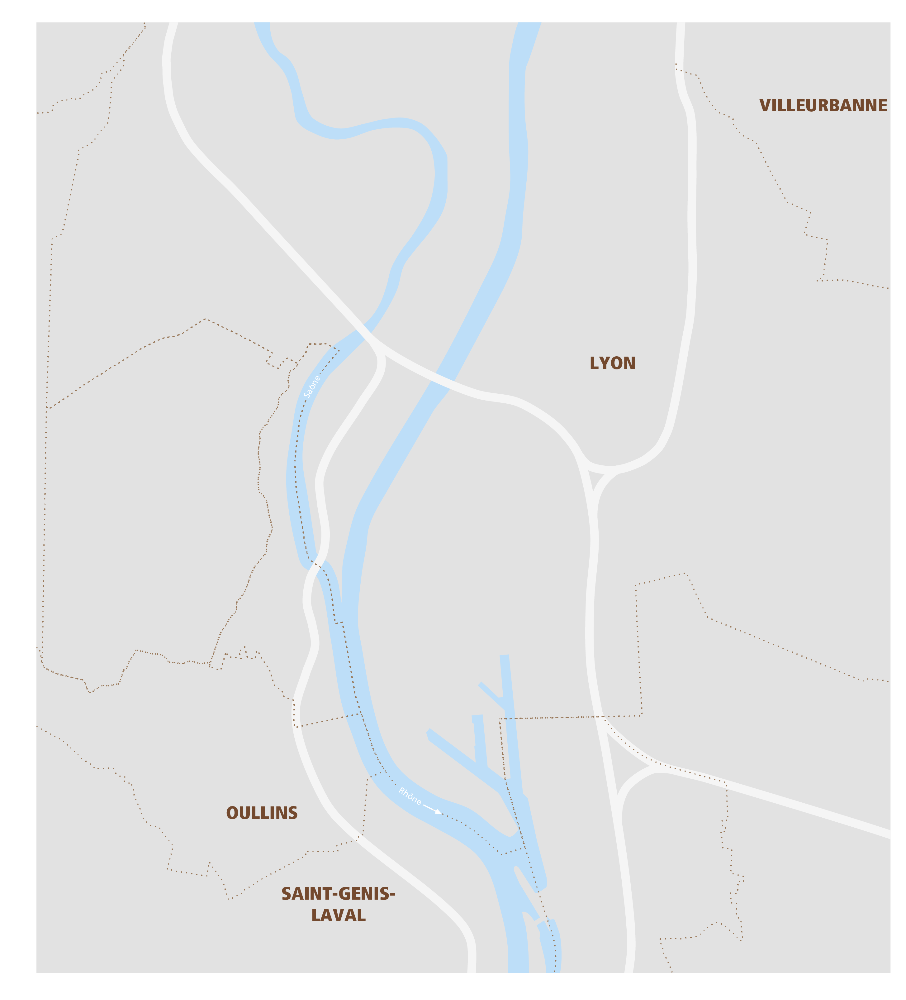 VILLEURBANNE
LYON
Saône
Rhône
OULLINS
SAINT-GENIS-
LAVAL